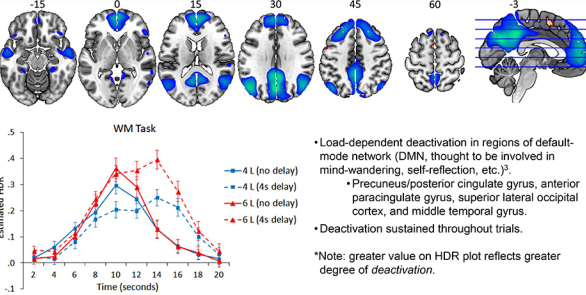 -15 0 15 30 45 60 -3
WM Task
.5
.4
.3
.2
.1
.0
-.1
Estimated HDR
2 4 6 8 10 12 14 16 18 20
Time (seconds)
4 L (no delay)
4 L (4s delay)
6 L (no delay)
6 L (4s delay)
•Load-dependent deactivation in regions of default-
mode network (DMN, thought to be involved in
mind-wandering, self-reflection, etc.)³.
•Precuneus/posterior cingulate gyrus, anterior
paracingulate gyrus, superior lateral occipital
cortex, and middle temporal gyrus.
•Deactivation sustained throughout trials.
*Note: greater value on HDR plot reflects greater
degree of deactivation.